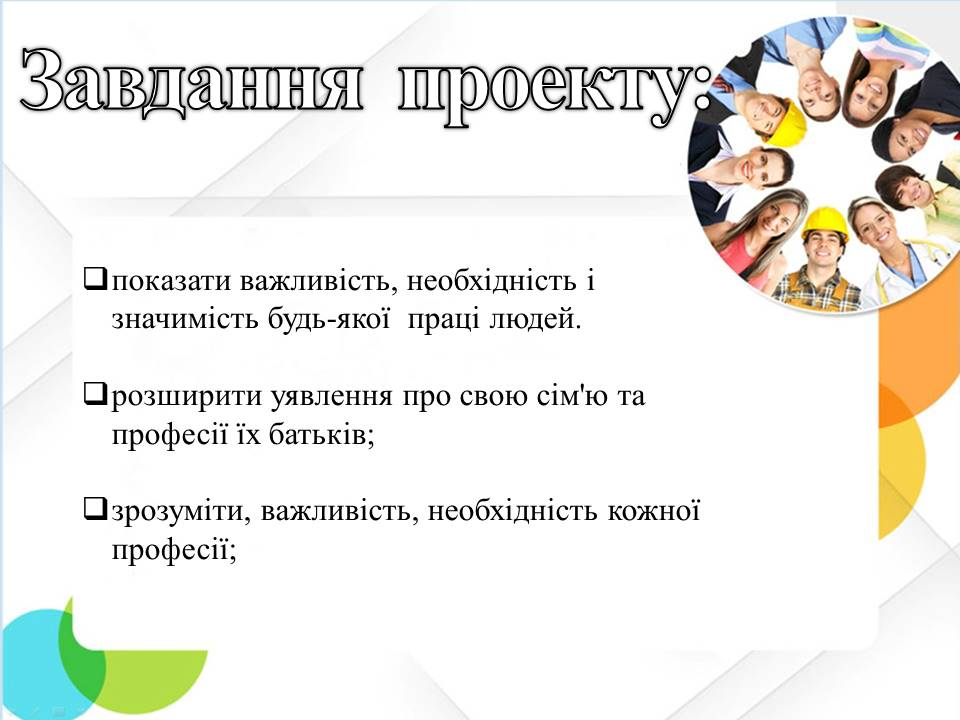 Завдання проекту:
показати важливість, необхідність і
значимість будь-якої праці людей.
розширити уявлення про свою сім'ю та
професії їх батьків;
зрозуміти, важливість, необхідність кожної
професії;